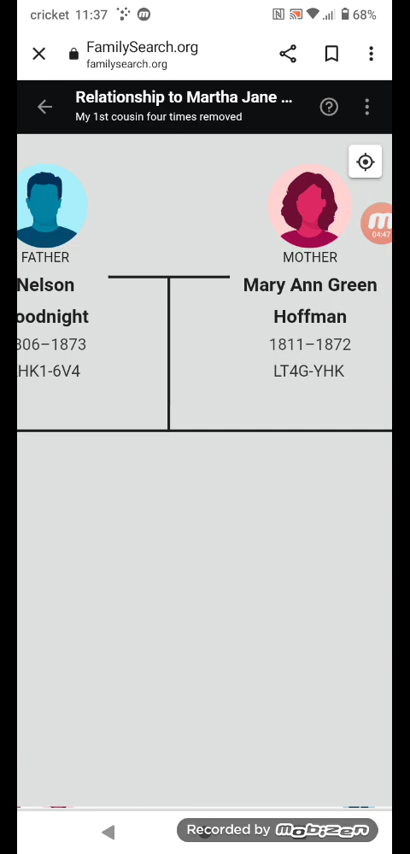 cricket 11:37 68%
FamilySearch.org
familysearch.org
Relationship to Martha Jane ...
My 1st cousin four times removed
04:47
FATHER MOTHER
Nelson Mary Ann Green
oodnight Hoffman
306–1873 1811–1872
HK1-6V4 LT4G-YHK
Recorded by mobizen